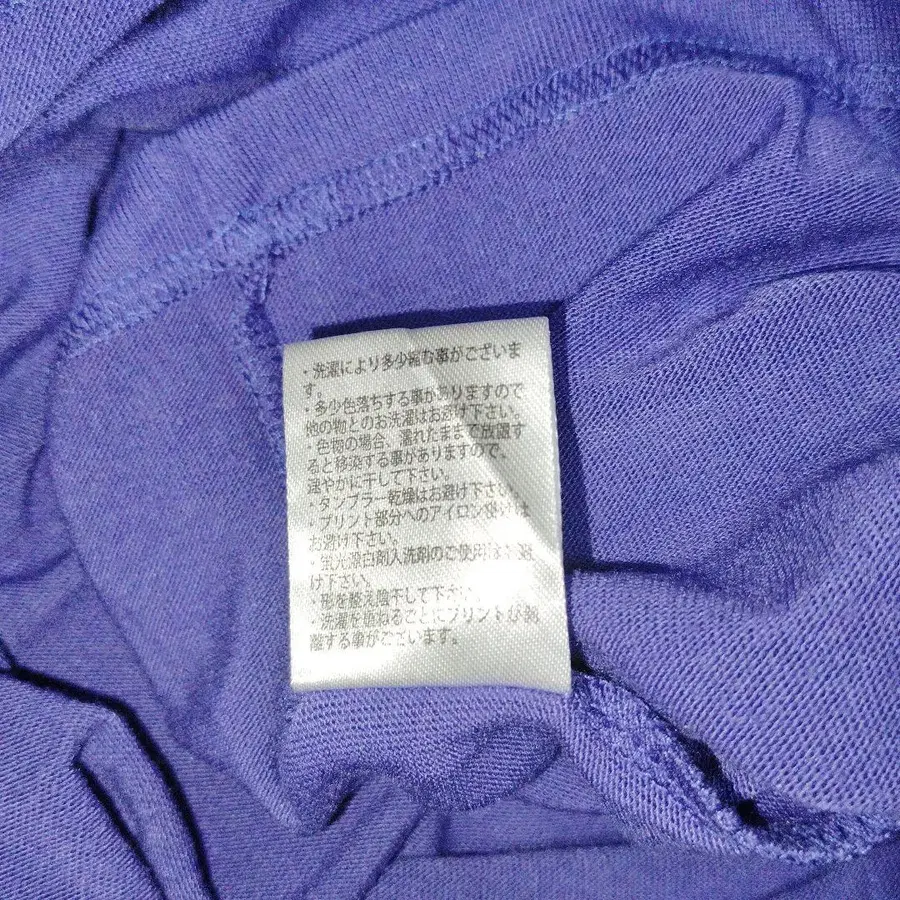 ・洗濯により多少縮む事がございま
す。
・多少色落ちする事がありますので
他の物とのお洗濯はお避け下さい。
・色物の場合、濡れたままで放置す
ると移染する事がありますので、
速やかに干して下さい。
・タンブラー乾燥はお避け下さい。
・プリント部分へのアイロン掛けは
お避け下さい。
・蛍光漂白剤入洗剤のご使用はお避
け下さい。
・形を整え陰干して下さい。
・洗濯を重ねるごとにプリントが剥
離する事がございます。